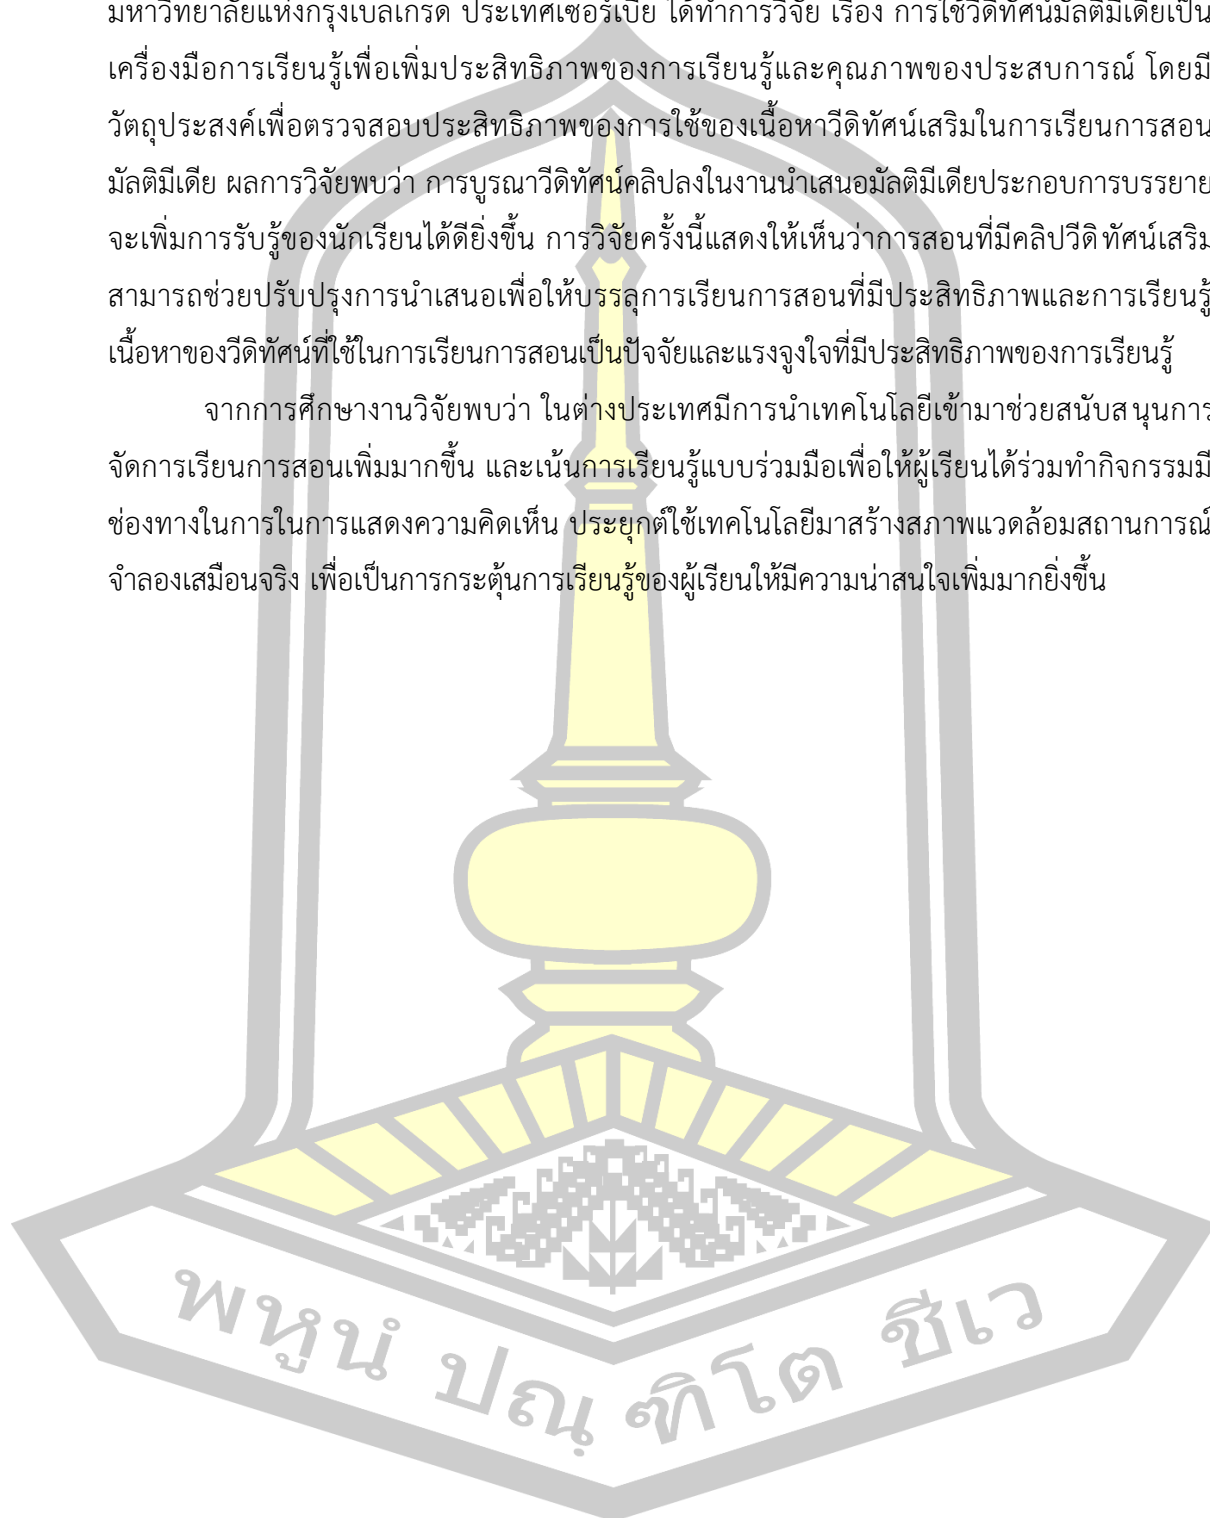 มหาวิทยาลัยแห่งกรุงเบลเกรด ประเทศเซอร์เบีย ได้ทำการวิจัย เรื่อง การใช้วีดิทัศน์มัลติมีเดียเป็น
เครื่องมือการเรียนรู้เพื่อเพิ่มประสิทธิภาพของการเรียนรู้และคุณภาพของประสบการณ์ โดยมี
วัตถุประสงค์เพื่อตรวจสอบประสิทธิภาพของการใช้ของเนื้อหาวีดิทัศน์เสริมในการเรียนการสอน
มัลติมีเดีย ผลการวิจัยพบว่า การบูรณาวีดิทัศน์คลิปลงในงานนำเสนอมัลติมีเดียประกอบการบรรยาย
จะเพิ่มการรับรู้ของนักเรียนได้ดียิ่งขึ้น การวิจัยครั้งนี้แสดงให้เห็นว่าการสอนที่มีคลิปวีดิทัศน์เสริม
สามารถช่วยปรับปรุงการนำเสนอเพื่อให้บรรลุการเรียนการสอนที่มีประสิทธิภาพและการเรียนรู้
เนื้อหาของวีดิทัศน์ที่ใช้ในการเรียนการสอนเป็นปัจจัยและแรงจูงใจที่มีประสิทธิภาพของการเรียนรู้
จากการศึกษางานวิจัยพบว่า ในต่างประเทศมีการนำเทคโนโลยีเข้ามาช่วยสนับสนุนการ
จัดการเรียนการสอนเพิ่มมากขึ้น และเน้นการเรียนรู้แบบร่วมมือเพื่อให้ผู้เรียนได้ร่วมทำกิจกรรมมี
ช่องทางในการในการแสดงความคิดเห็น ประยุกต์ใช้เทคโนโลยีมาสร้างสภาพแวดล้อมสถานการณ์
จำลองเสมือนจริง เพื่อเป็นการกระตุ้นการเรียนรู้ของผู้เรียนให้มีความน่าสนใจเพิ่มมากยิ่งขึ้น
พหูนํ ปณฺฑิโต ชีเว